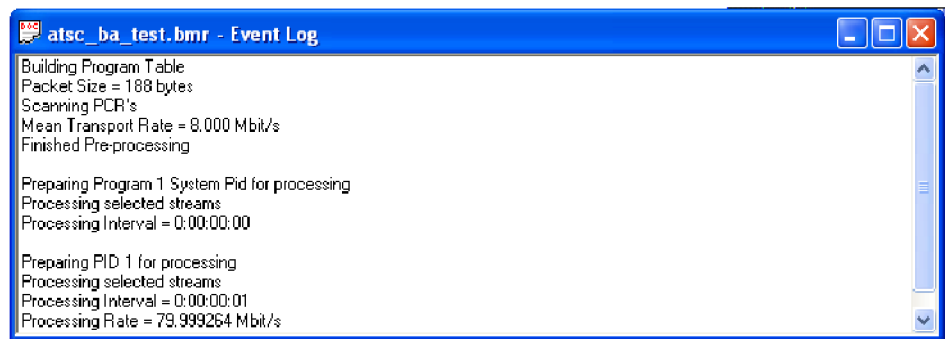 atsc_ba_test.bmr - Event Log
Building Program Table
Packet Size = 188 bytes
Scanning PCR's
Mean Transport Rate = 8.000 Mbit/s
Finished Pre-processing
Preparing Program 1 System Pid for processing
Processing selected streams
Processing Interval = 0:00:00:00
Preparing PID 1 for processing
Processing selected streams
Processing Interval = 0:00:00:01
Processing Rate = 79.999264 Mbit/s